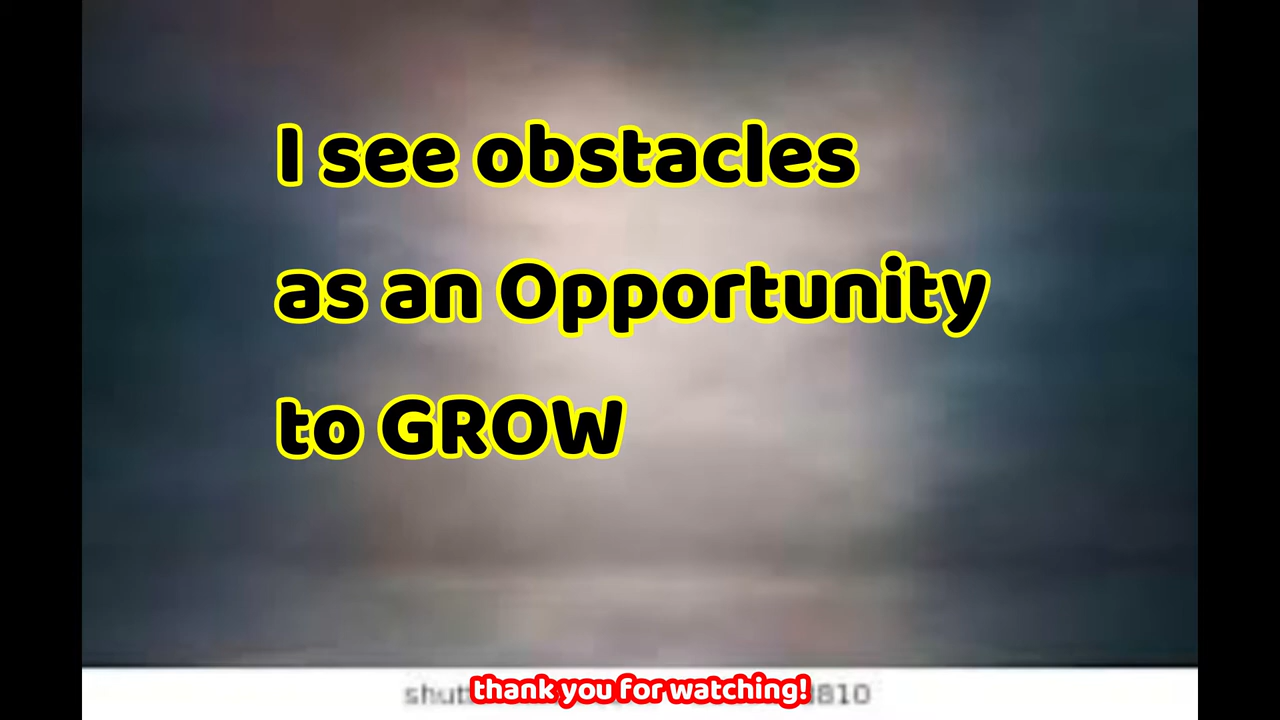 I see obstacles
as an Opportunity
to GROW
thank you for watching!